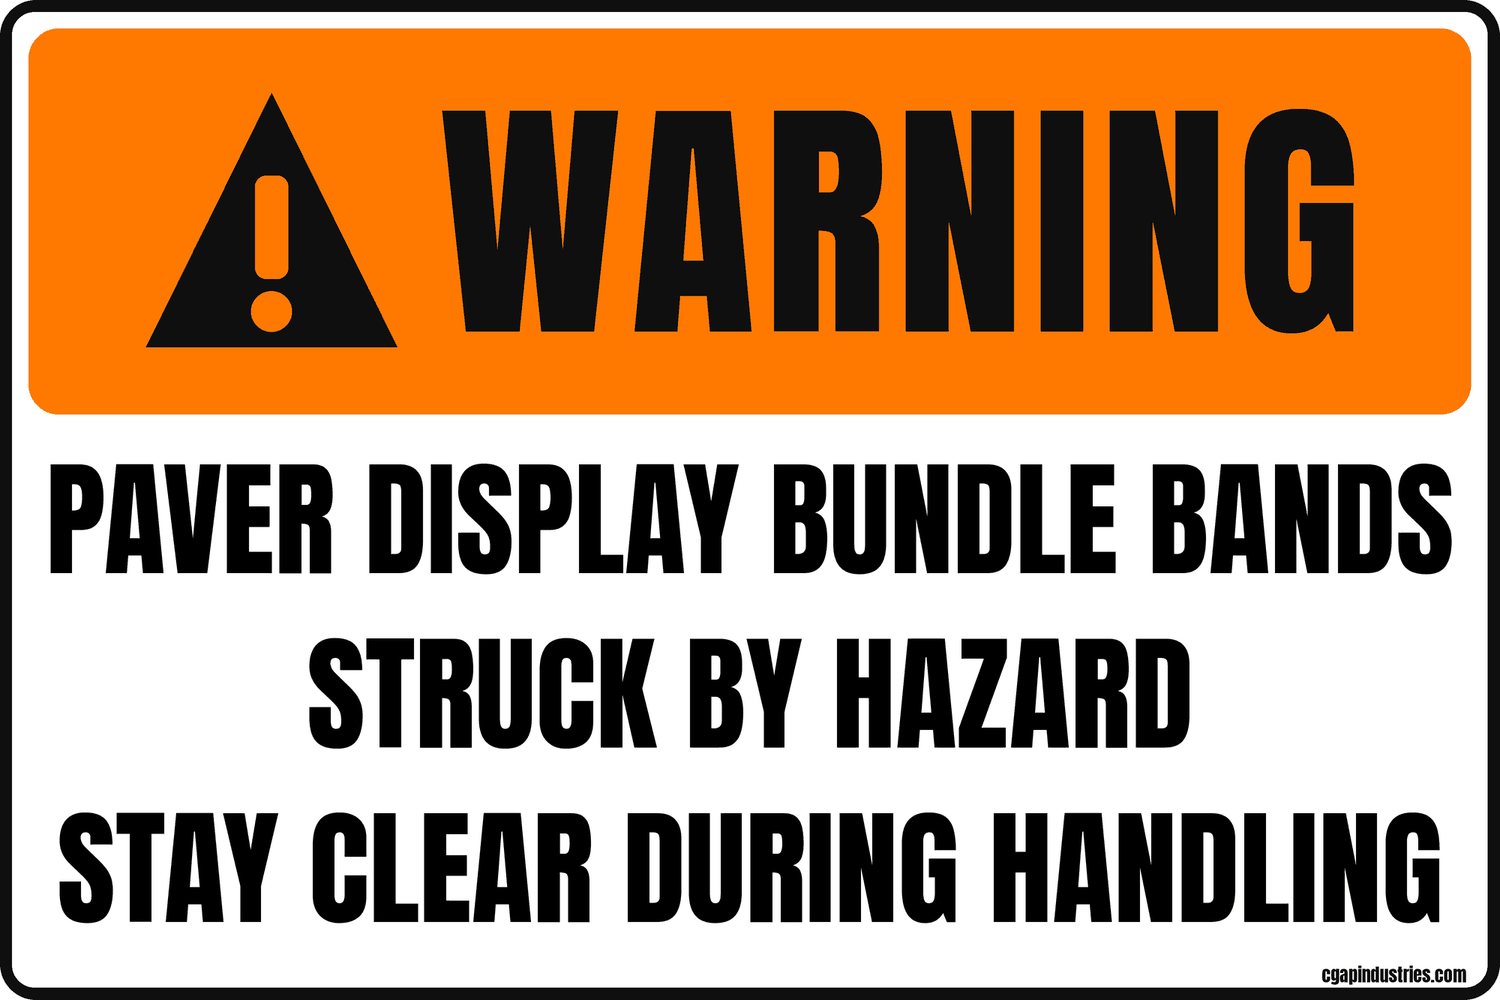 WARNING
PAVER DISPLAY BUNDLE BANDS
STRUCK BY HAZARD
STAY CLEAR DURING HANDLING
cgapindustries.com